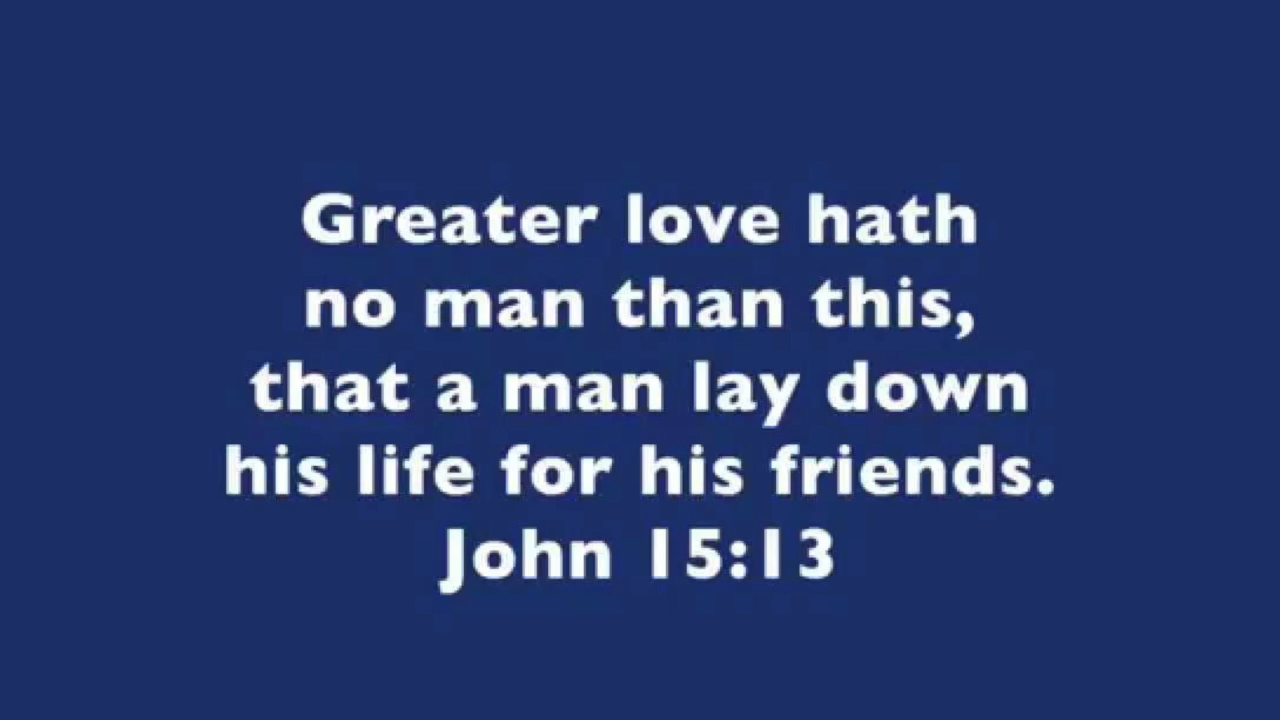 Greater love hath
no man than this,
that a man lay down
his life for his friends.
John 15:13